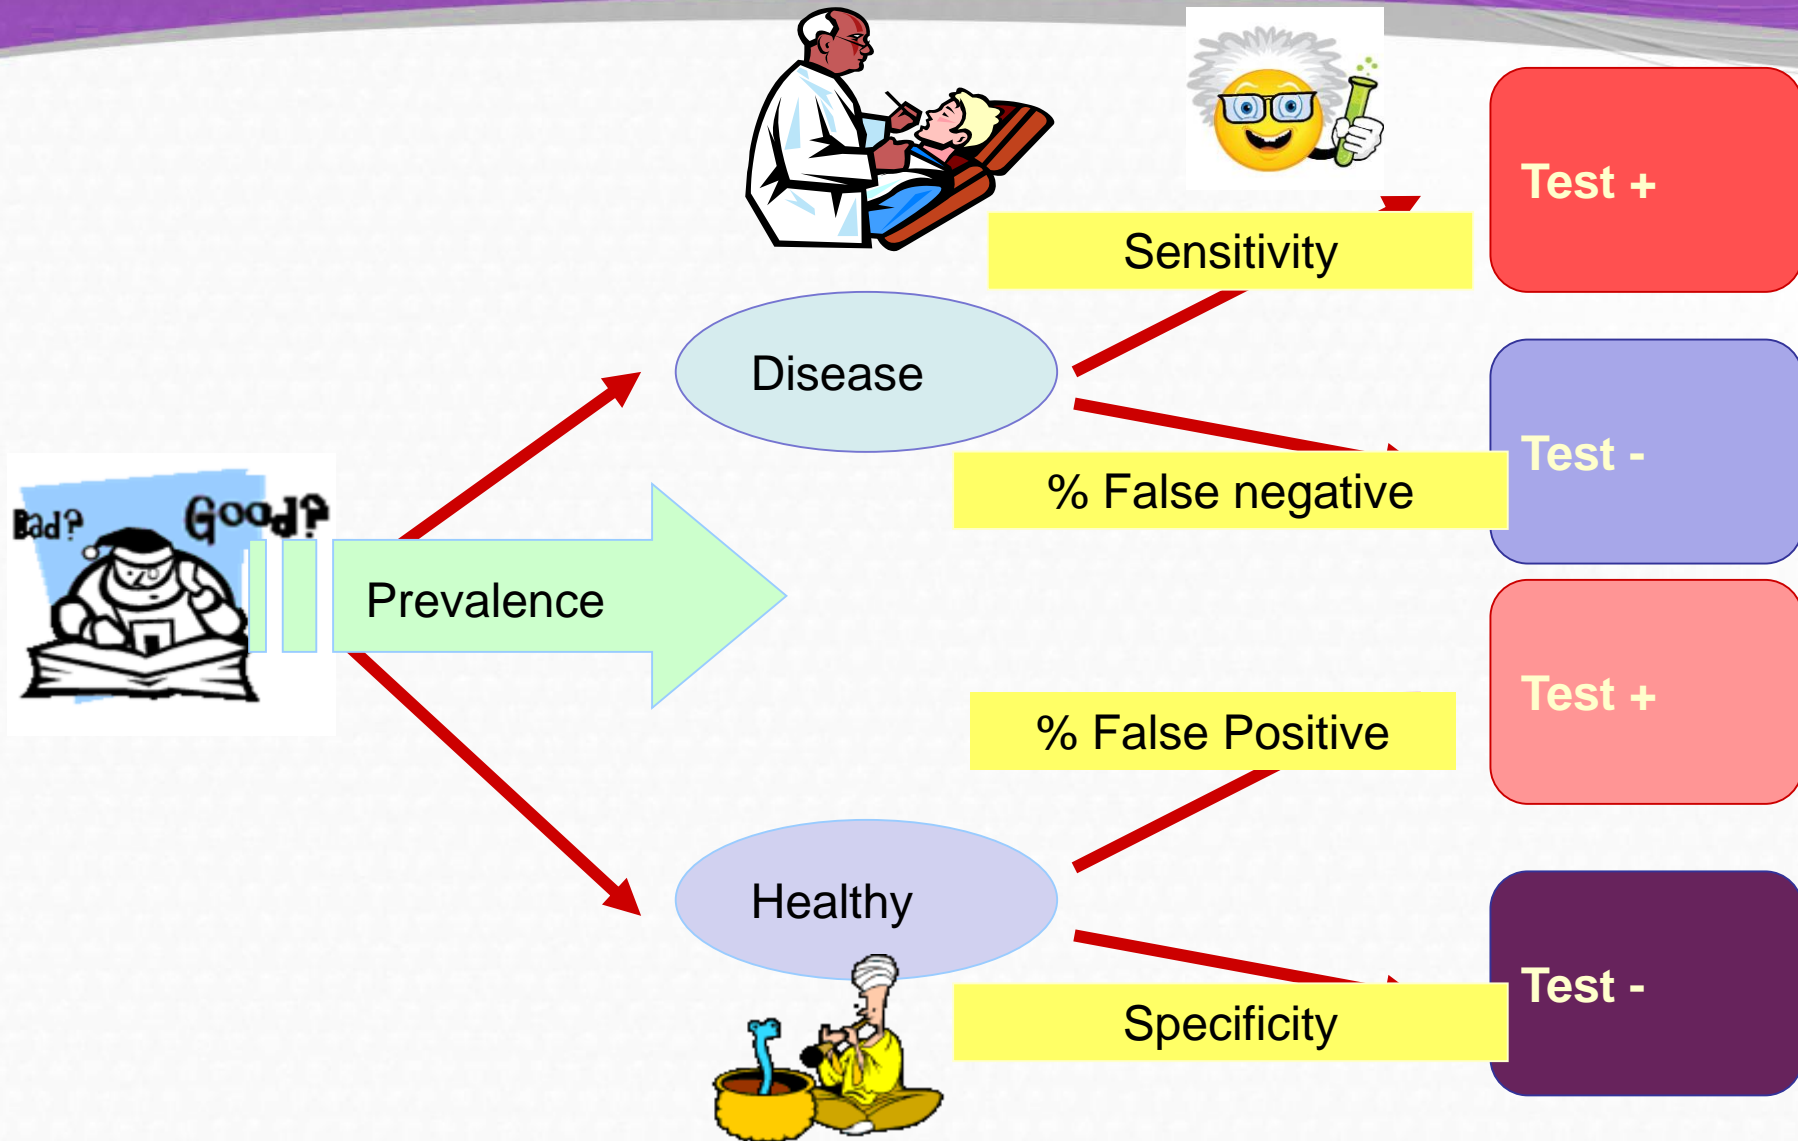 Test +
Sensitivity
Disease
Test -
% False negative
Bad? Good?
Prevalence
Test +
% False Positive
Healthy
Test -
Specificity